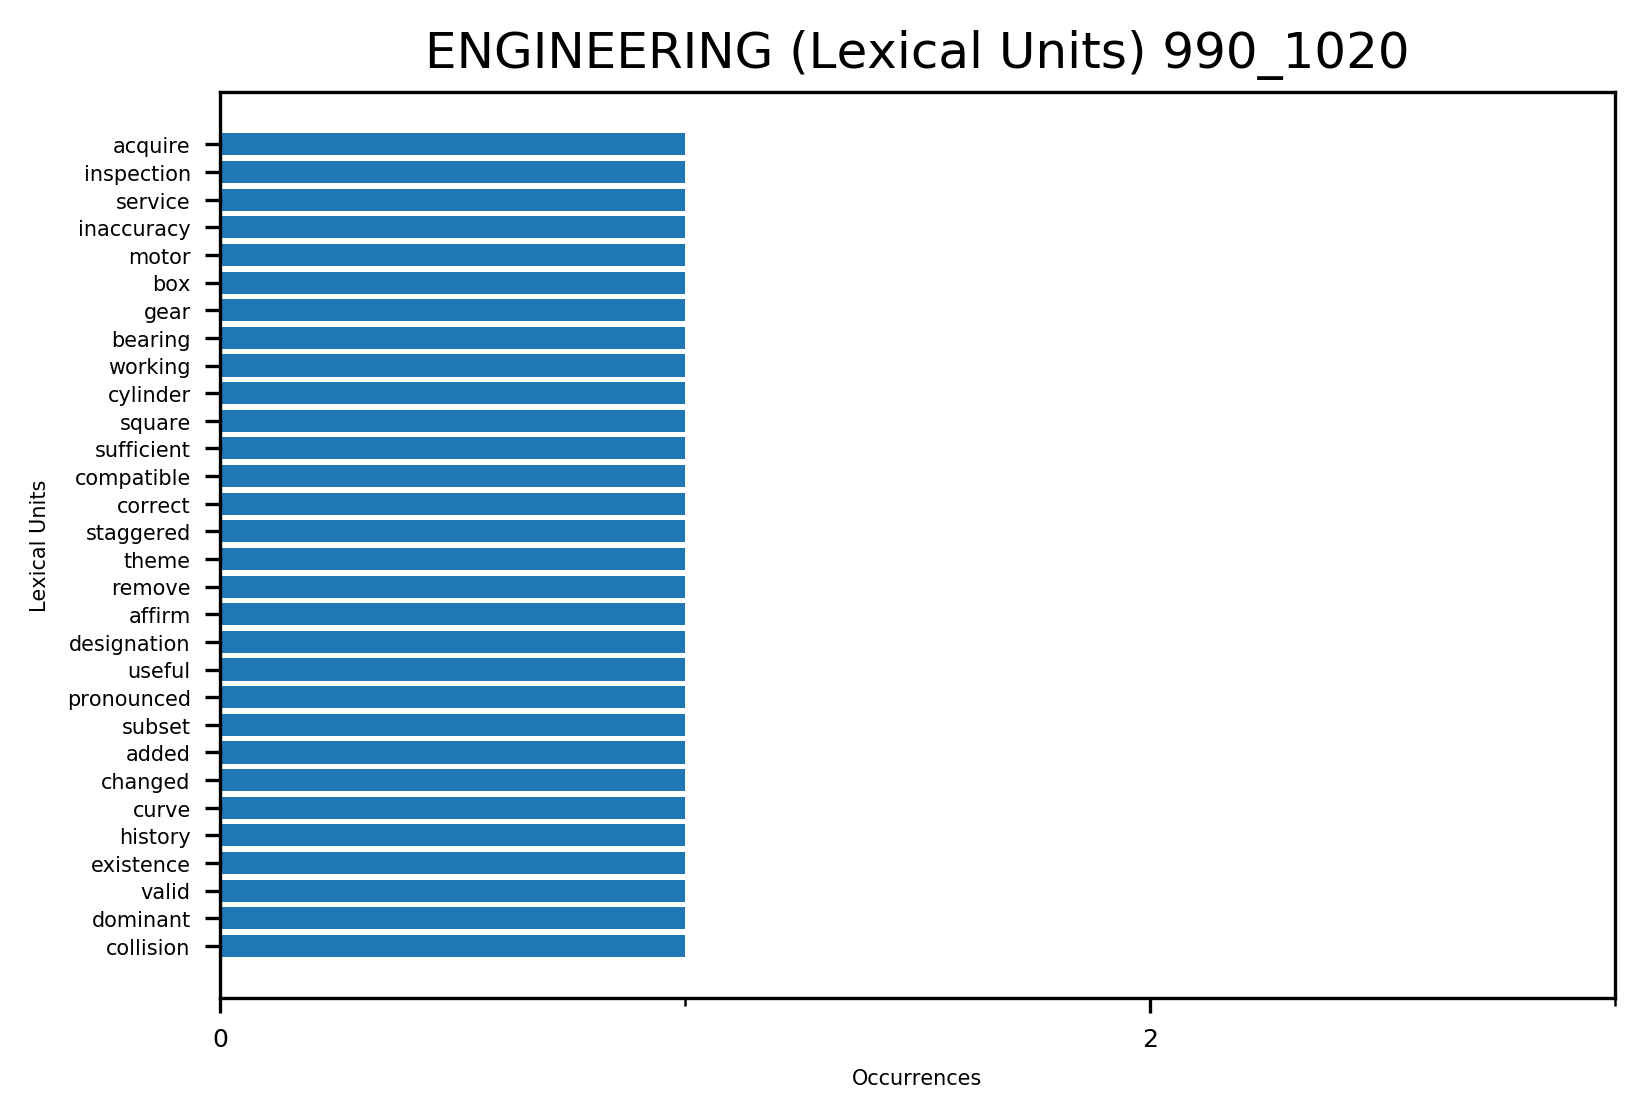 ENGINEERING (Lexical Units) 990_1020
acquire
inspection
service
inaccuracy
motor
box
gear
bearing
working
cylinder
square
sufficient
compatible
correct
staggered
theme
remove
affirm
designation
useful
pronounced
subset
added
changed
curve
history
existence
valid
dominant
collision
Lexical Units
0
2
Occurrences